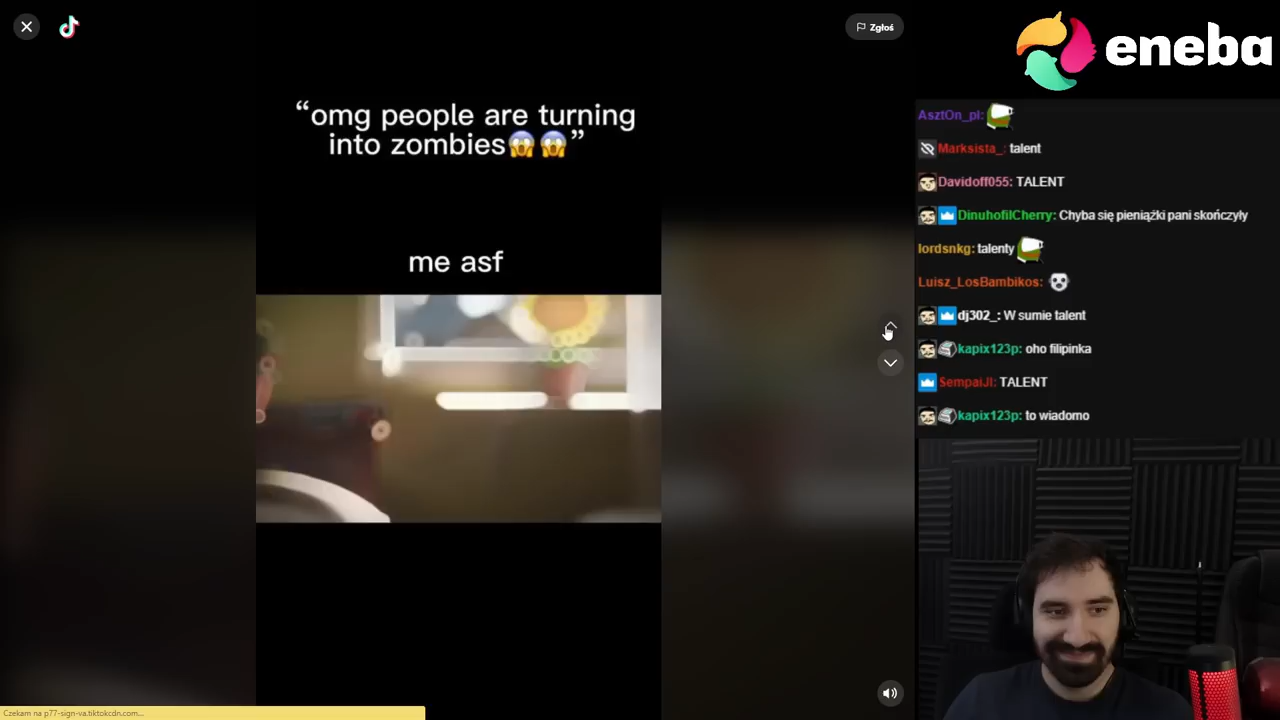 Zgłoś
eneba
“omg people are turning
into zombies😱😱”
me asf
AsztOn_pl:
Marksista_: talent
Davidoff055: TALENT
DinuhofilCherry: Chyba się pieniążki pani skończyły
lordsnkg: talenty
Luisz_LosBambikos:
dj302_: W sumie talent
kapix123p: oho filipinka
SempaiJI: TALENT
kapix123p: to wiadomo
Czekam na p77-sign-va.tiktokcdn.com...